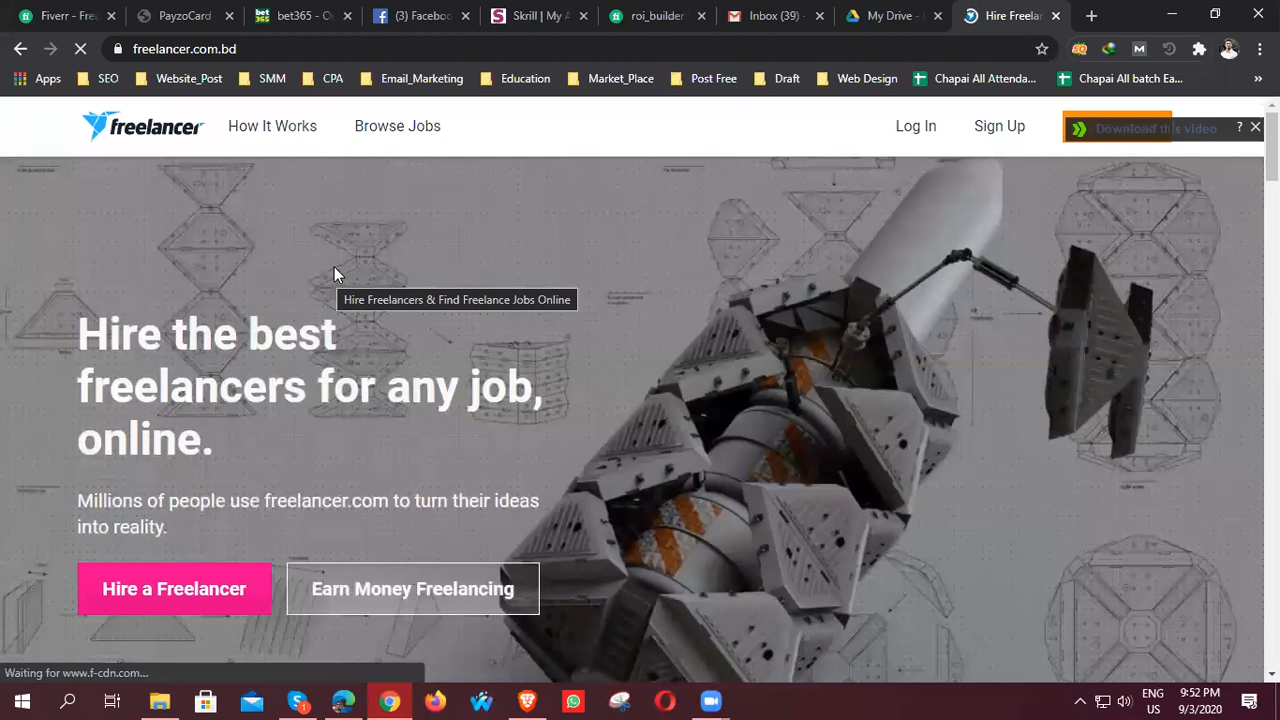 Fiverr - Fre
PayzoCard -
bet365 - O
(3) Faceboo
Skrill | My A
roi_builder
Inbox (39) -
My Drive -
Hire Freelan
freelancer.com.bd
Apps
SEO
Website_Post
SMM
CPA
Email_Marketing
Education
Market_Place
Post Free
Draft
Web Design
Chapai All Attenda...
Chapai All batch Ea...
»
freelancer
How It Works
Browse Jobs
Log In
Sign Up
Download this video
?
Hire Freelancers & Find Freelance Jobs Online
Hire the best
freelancers for any job,
online.
Millions of people use freelancer.com to turn their ideas
into reality.
Hire a Freelancer
Earn Money Freelancing
Waiting for www.f-cdn.com...
ENG
US
9:52 PM
9/3/2020